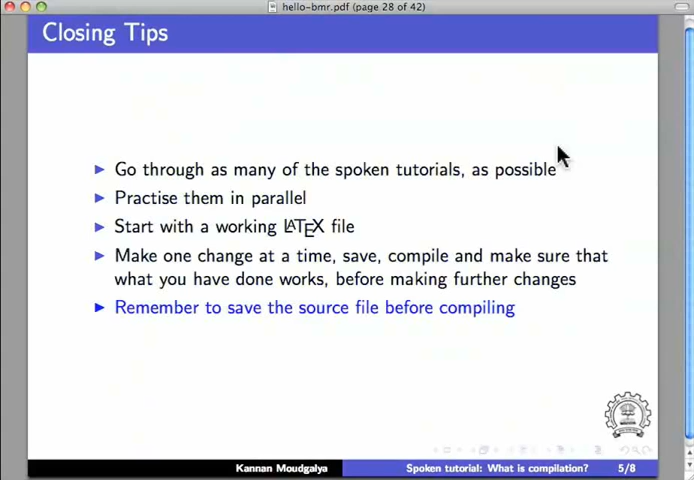 hello-bmr.pdf (page 28 of 42)
Closing Tips
Go through as many of the spoken tutorials, as possible
Practise them in parallel
Start with a working LATEX file
Make one change at a time, save, compile and make sure that
what you have done works, before making further changes
Remember to save the source file before compiling
Kannan Moudgalya
Spoken tutorial: What is compilation?
5/8